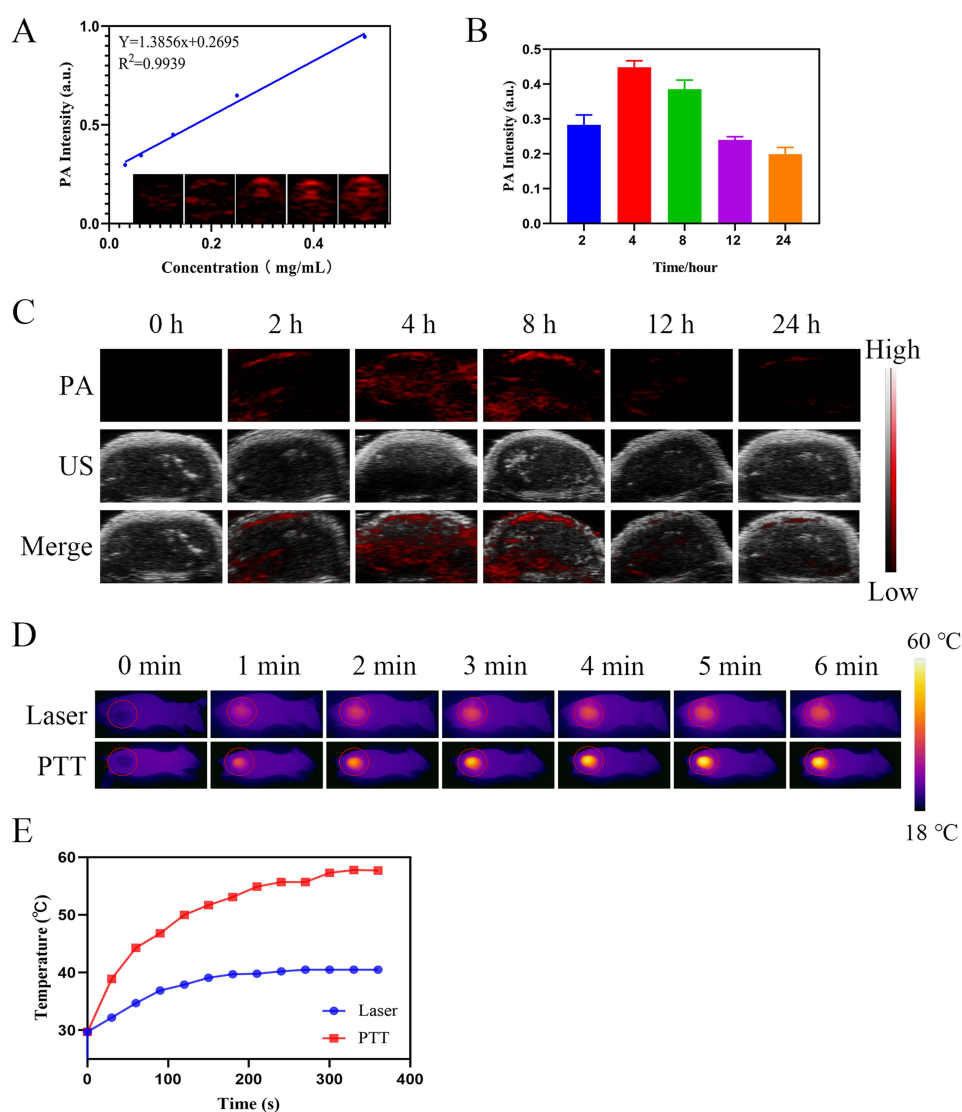 A
Y=1.3856x+0.2695
R²=0.9939
PA Intensity (a.u.)
1.0
0.5
0.0
0.0
0.2
0.4
Concentration ( mg/mL)
B
PA Intensity (a.u.)
0.5
0.4
0.3
0.2
0.1
0.0
2
4
8
12
24
Time/hour
C
0 h
2 h
4 h
8 h
12 h
24 h
PA
US
Merge
High
Low
D
0 min
1 min
2 min
3 min
4 min
5 min
6 min
Laser
PTT
60 ℃
18 ℃
E
Temperature (℃)
60
50
40
30
0
100
200
300
400
Time (s)
Laser
PTT